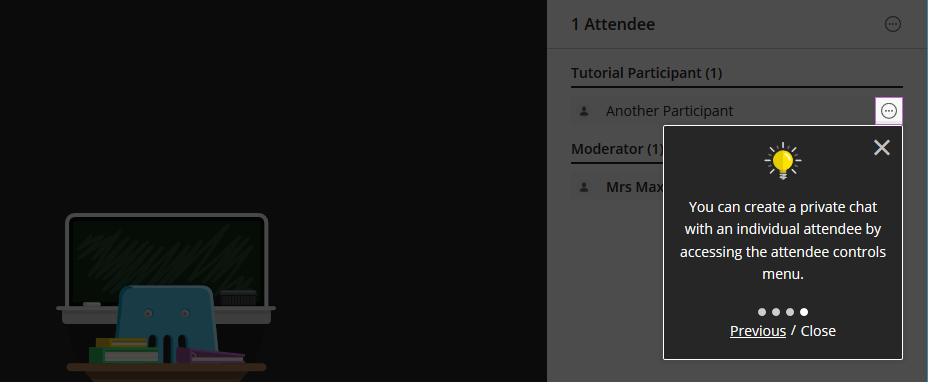 1 Attendee
Tutorial Participant (1)
Another Participant
Moderator (1)
Mrs Max
You can create a private chat
with an individual attendee by
accessing the attendee controls
menu.
Previous / Close